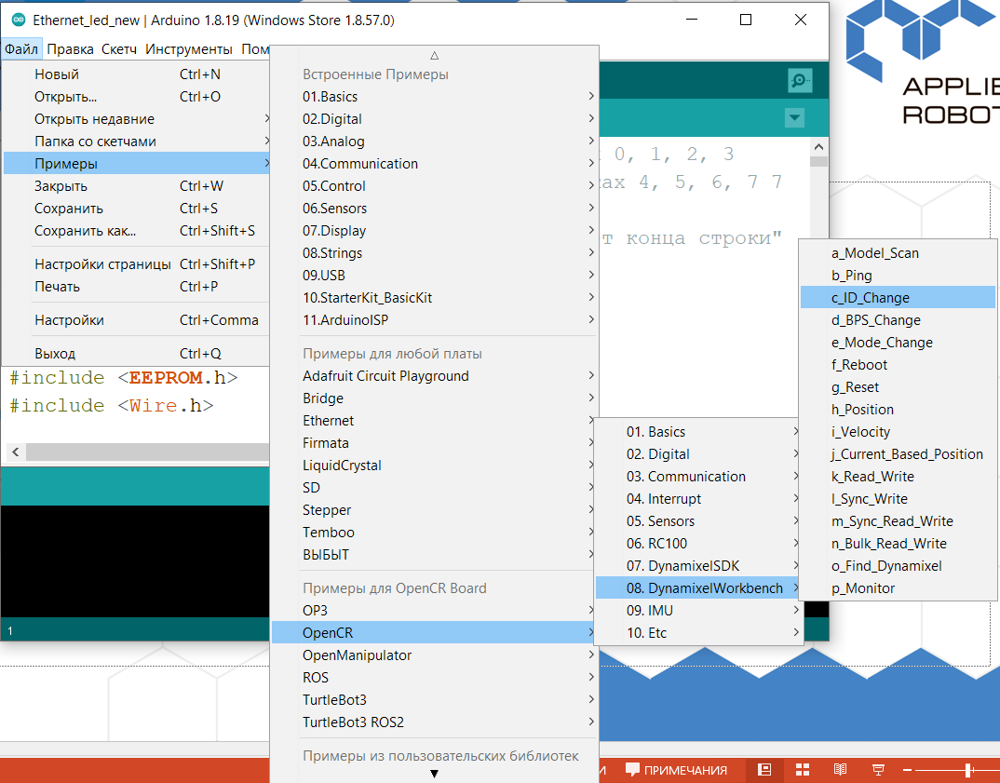 Ethernet_led_new | Arduino 1.8.19 (Windows Store 1.8.57.0)
Файл Правка Скетч Инструменты Пом
Новый Ctrl+N
Открыть... Ctrl+O
Открыть недавние
Папка со скетчами
Примеры
Закрыть Ctrl+W
Сохранить Ctrl+S
Сохранить как... Ctrl+Shift+S
Настройки страницы Ctrl+Shift+P
Печать Ctrl+P
Настройки Ctrl+Comma
Выход Ctrl+Q
#include <EEPROM.h>
#include <Wire.h>
1
Встроенные Примеры
01.Basics
02.Digital
03.Analog
04.Communication
05.Control
06.Sensors
07.Display
08.Strings
09.USB
10.StarterKit_BasicKit
11.ArduinoISP
Примеры для любой платы
Adafruit Circuit Playground
Bridge
Ethernet
Firmata
LiquidCrystal
SD
Stepper
Temboo
ВЫБЫТ
Примеры для OpenCR Board
OP3
OpenCR
OpenManipulator
ROS
TurtleBot3
TurtleBot3 ROS2
Примеры из пользовательских библиотек
0, 1, 2, 3
ах 4, 5, 6, 7 7
т конца строки"
01. Basics
02. Digital
03. Communication
04. Interrupt
05. Sensors
06. RC100
07. DynamixelSDK
08. DynamixelWorkbench
09. IMU
10. Etc
a_Model_Scan
b_Ping
c_ID_Change
d_BPS_Change
e_Mode_Change
f_Reboot
g_Reset
h_Position
i_Velocity
j_Current_Based_Position
k_Read_Write
l_Sync_Write
m_Sync_Read_Write
n_Bulk_Read_Write
o_Find_Dynamixel
p_Monitor
APPLIE
ROBOT
И ПРИМЕЧАНИЯ